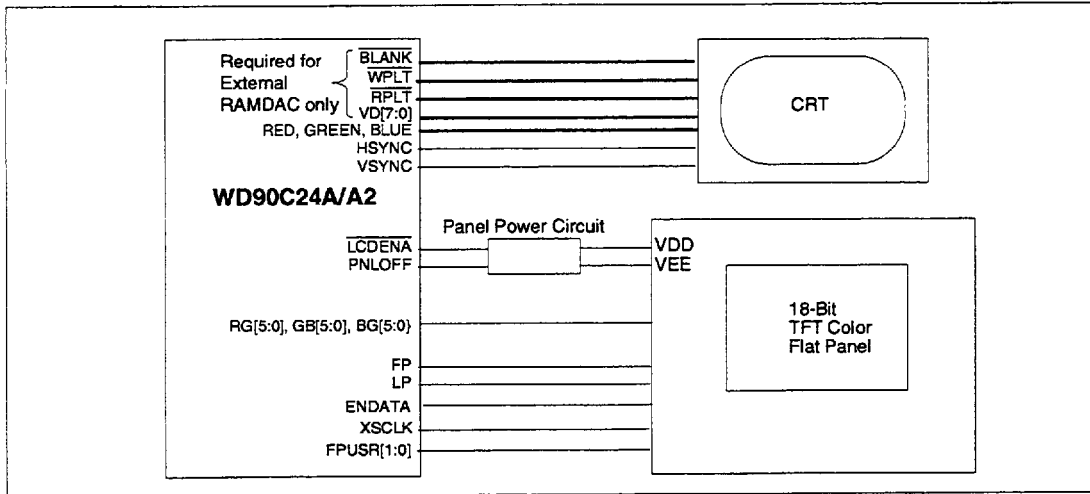 Required for
External
RAMDAC only
BLANK
WPLT
RPLT
VD[7:0]
RED, GREEN, BLUE
HSYNC
VSYNC
CRT
WD90C24A/A2
Panel Power Circuit
LCDENA
PNLOFF
VDD
VEE
RG[5:0], GB[5:0], BG[5:0}
18-Bit
TFT Color
Flat Panel
FP
LP
ENDATA
XSCLK
FPUSR[1:0]